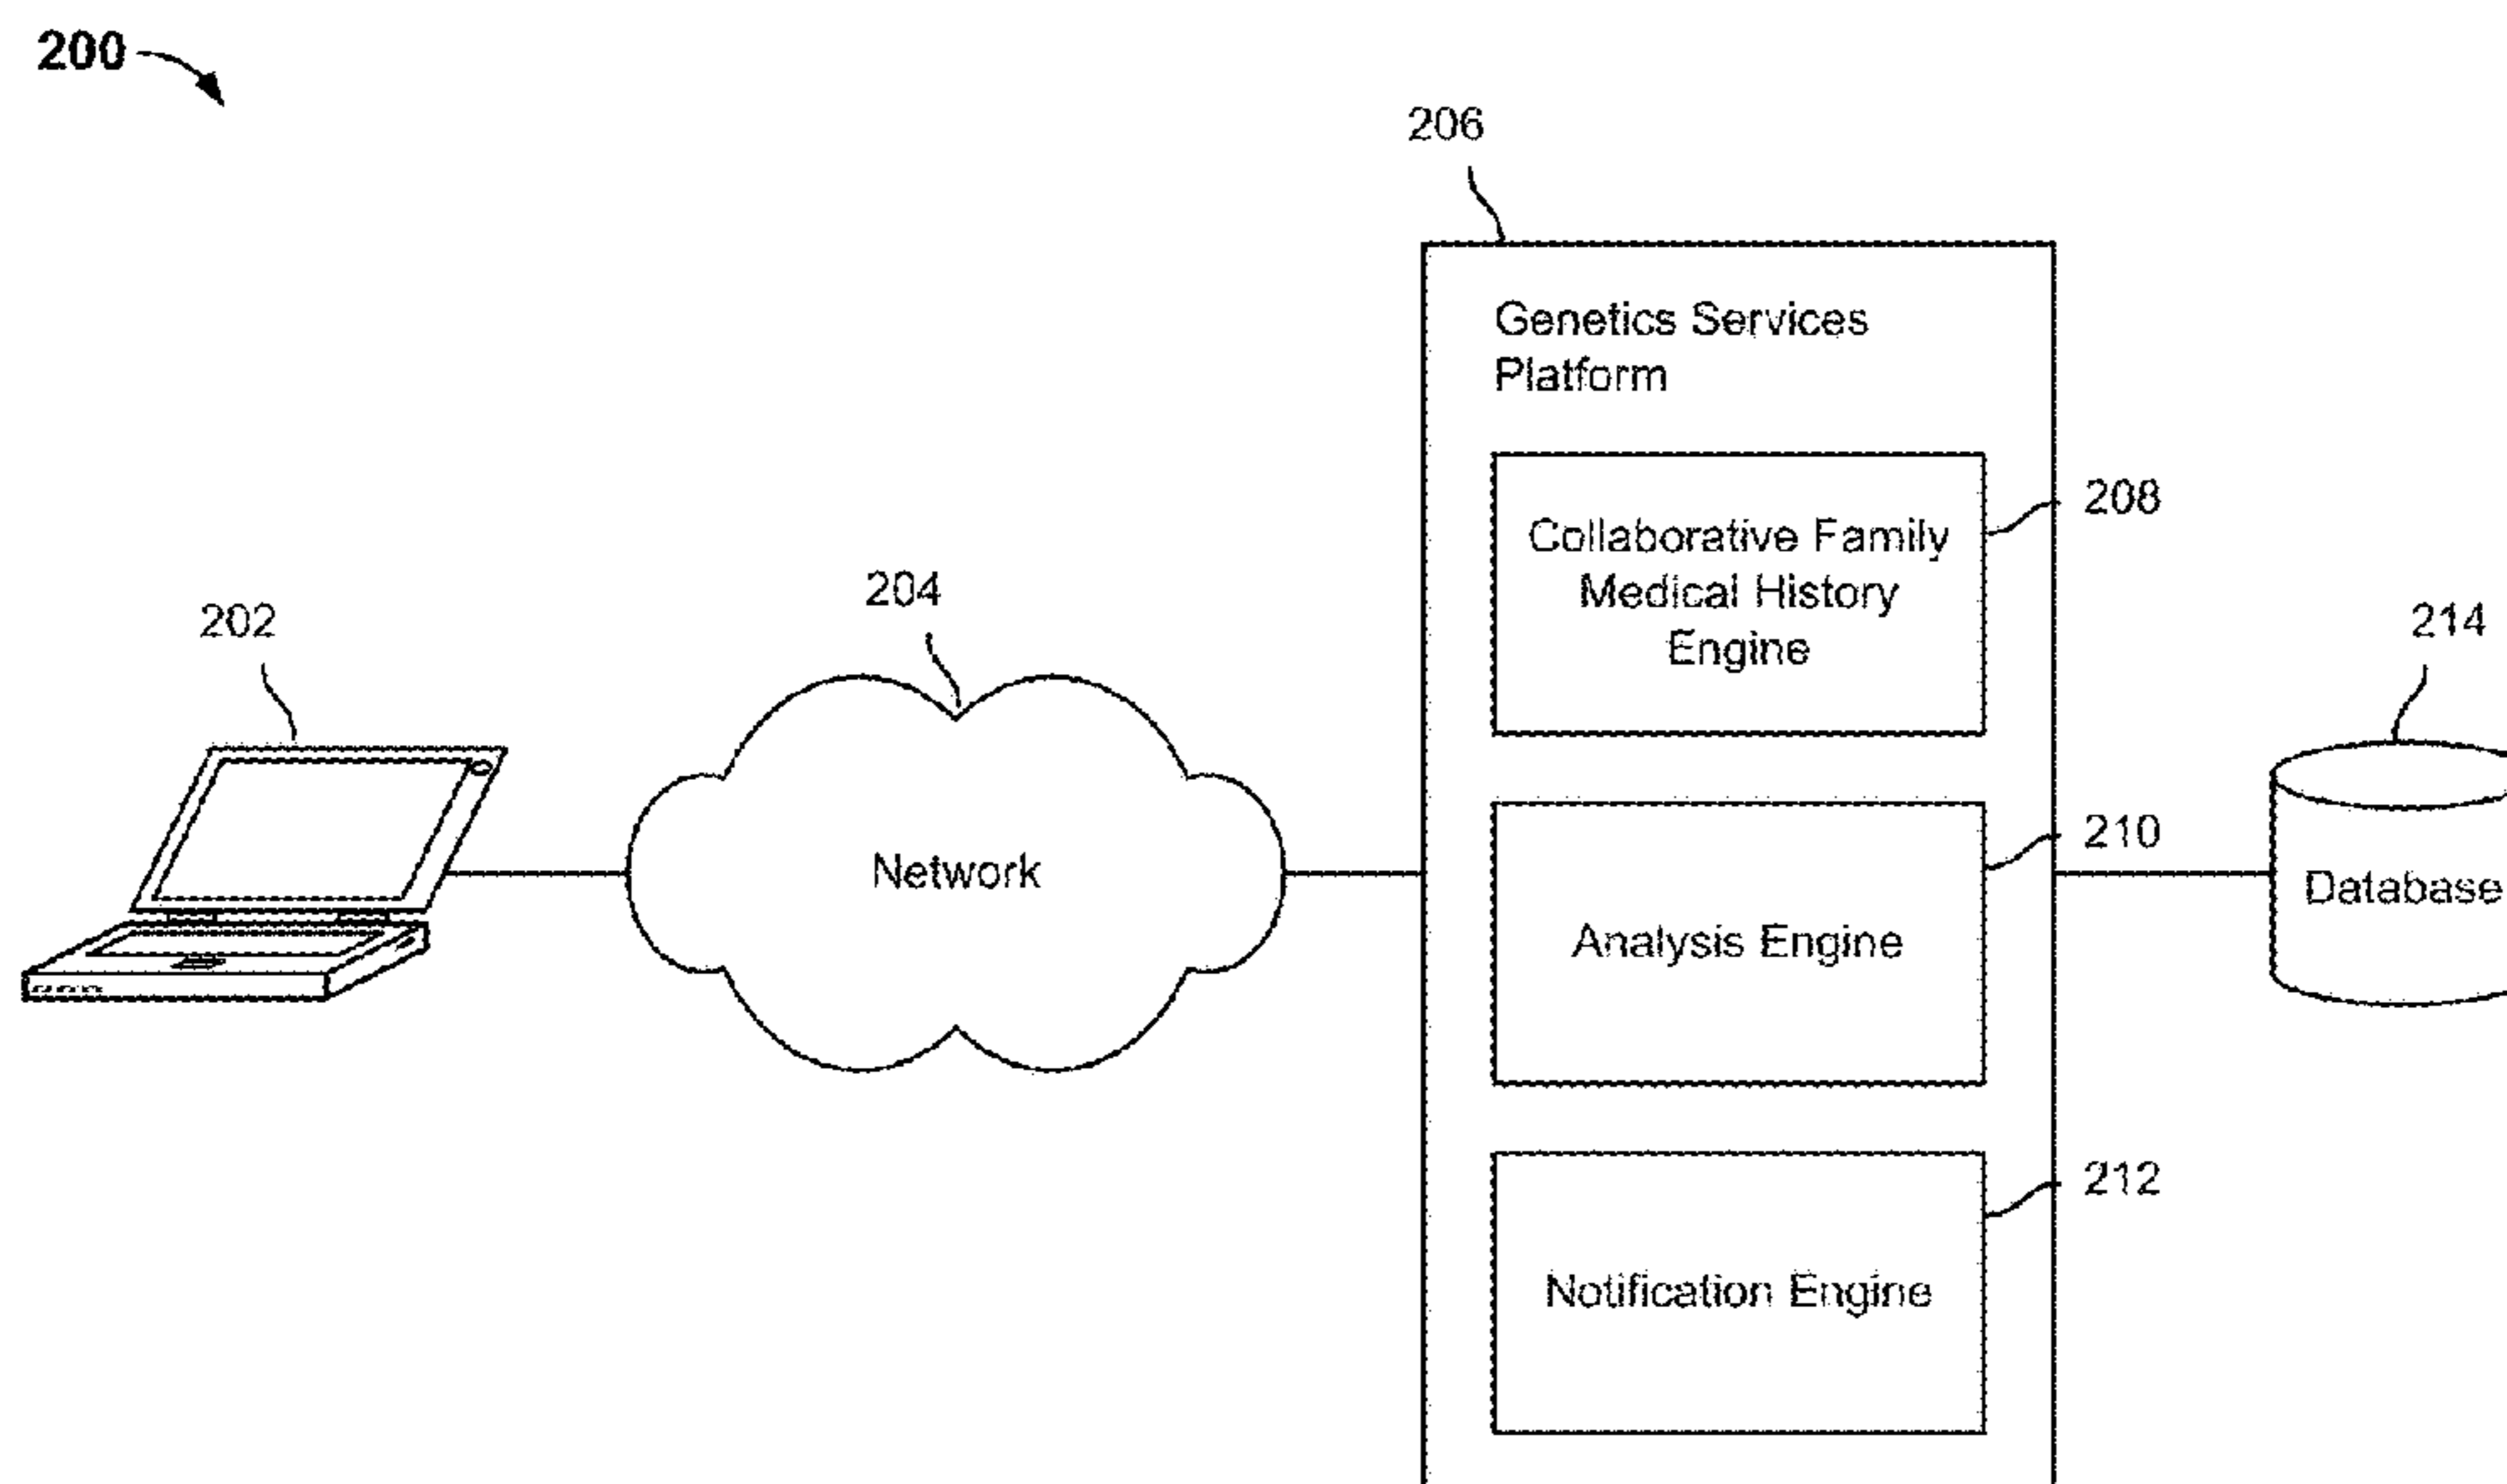 200
206
Genetics Services
Platform
208
Collaborative Family
Medical History
Engine
204
202
214
210
Network
Database
Analysis Engine
212
Notification Engine